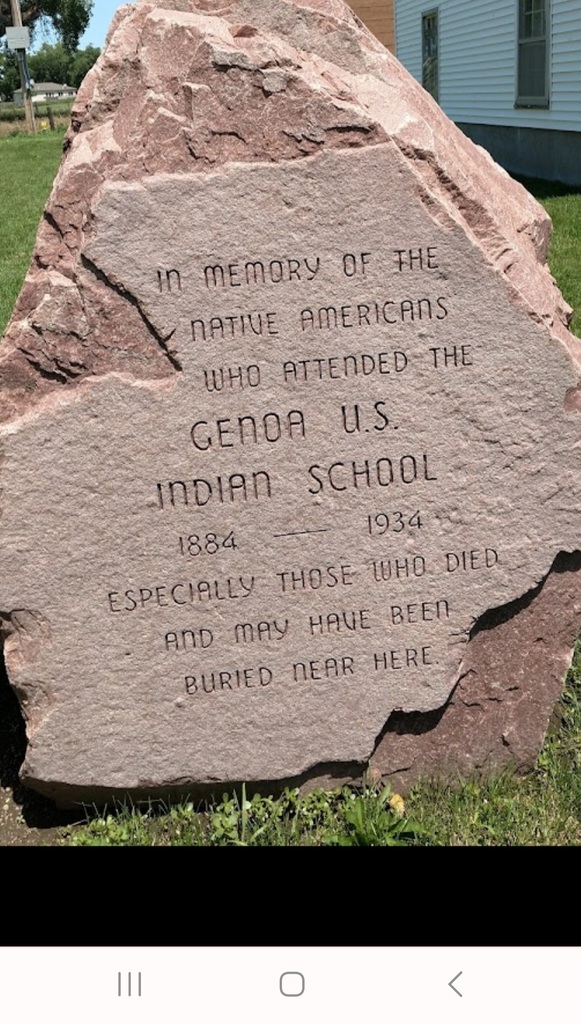 IN MEMORY OF THE
NATIVE AMERICANS
WHO ATTENDED THE
GENOA U.S.
INDIAN SCHOOL
1884 — 1934
ESPECIALLY THOSE WHO DIED
AND MAY HAVE BEEN
BURIED NEAR HERE.